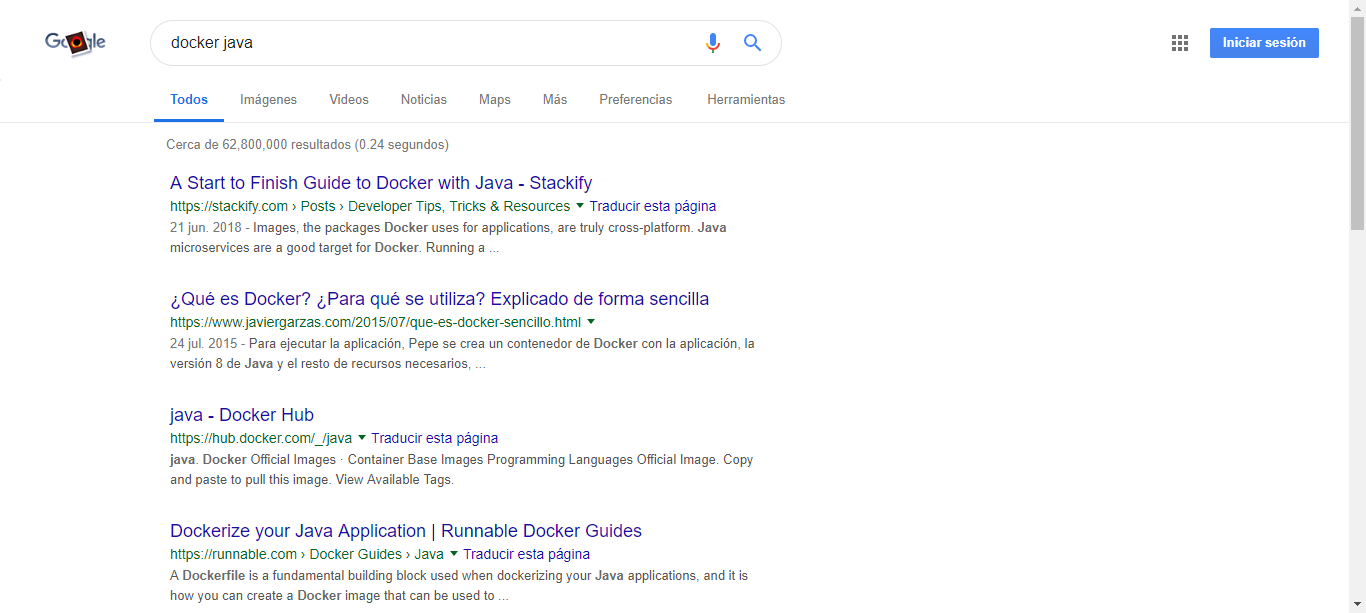 Google
docker java
Iniciar sesión
Todos Imágenes Videos Noticias Maps Más Preferencias Herramientas
Cerca de 62,800,000 resultados (0.24 segundos)
A Start to Finish Guide to Docker with Java - Stackify
https://stackify.com › Posts › Developer Tips, Tricks & Resources ▼ Traducir esta página
21 jun. 2018 - Images, the packages Docker uses for applications, are truly cross-platform. Java
microservices are a good target for Docker. Running a ...
¿Qué es Docker? ¿Para qué se utiliza? Explicado de forma sencilla
https://www.javiergarzas.com/2015/07/que-es-docker-sencillo.html ▼
24 jul. 2015 - Para ejecutar la aplicación, Pepe se crea un contenedor de Docker con la aplicación, la
versión 8 de Java y el resto de recursos necesarios, ...
java - Docker Hub
https://hub.docker.com/_/java ▼ Traducir esta página
java. Docker Official Images · Container Base Images Programming Languages Official Image. Copy
and paste to pull this image. View Available Tags.
Dockerize your Java Application | Runnable Docker Guides
https://runnable.com › Docker Guides › Java ▼ Traducir esta página
A Dockerfile is a fundamental building block used when dockerizing your Java applications, and it is
how you can create a Docker image that can be used to ...